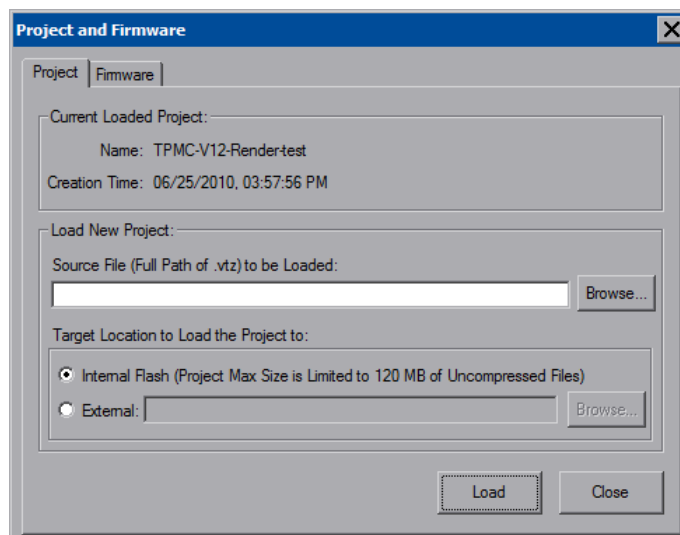 Project and Firmware
Project
Firmware
Current Loaded Project:
Name: TPMC-V12-Render-test
Creation Time: 06/25/2010, 03:57:56 PM
Load New Project:
Source File (Full Path of .vtz) to be Loaded:
Browse...
Target Location to Load the Project to:
Internal Flash (Project Max Size is Limited to 120 MB of Uncompressed Files)
External:
Browse...
Load
Close